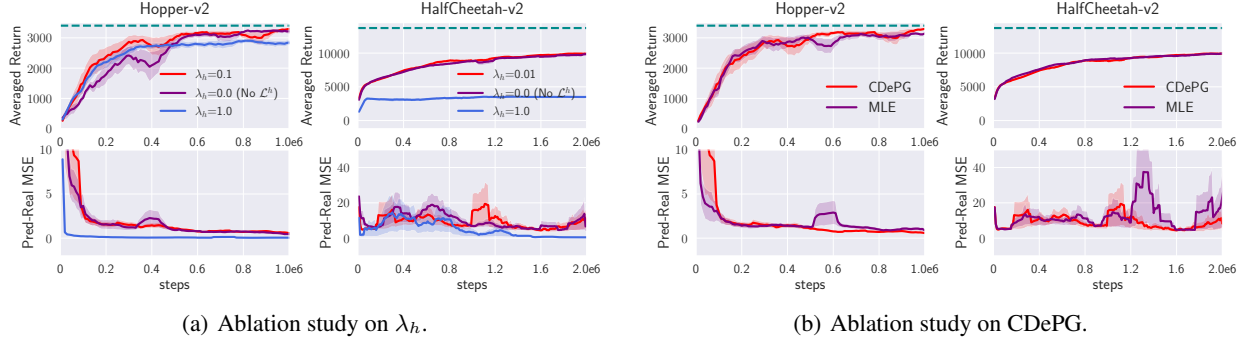 Hopper-v2
HalfCheetah-v2
Averaged Return
3000
2000
1000
0
λh=0.1
λh=0.0 (No ℒʰ)
λh=1.0
Averaged Return
10000
5000
0
λh=0.01
λh=0.0 (No ℒʰ)
λh=1.0
Pred-Real MSE
10
5
0
0 0.2 0.4 0.6 0.8 1.0e6
steps
Pred-Real MSE
40
20
0
0 0.4 0.8 1.2 1.6 2.0e6
steps
(a) Ablation study on λh.
Hopper-v2
HalfCheetah-v2
Averaged Return
3000
2000
1000
0
CDePG
MLE
Averaged Return
10000
5000
0
CDePG
MLE
Pred-Real MSE
10
5
0
0 0.2 0.4 0.6 0.8 1.0e6
steps
Pred-Real MSE
40
20
0
0 0.4 0.8 1.2 1.6 2.0e6
steps
(b) Ablation study on CDePG.